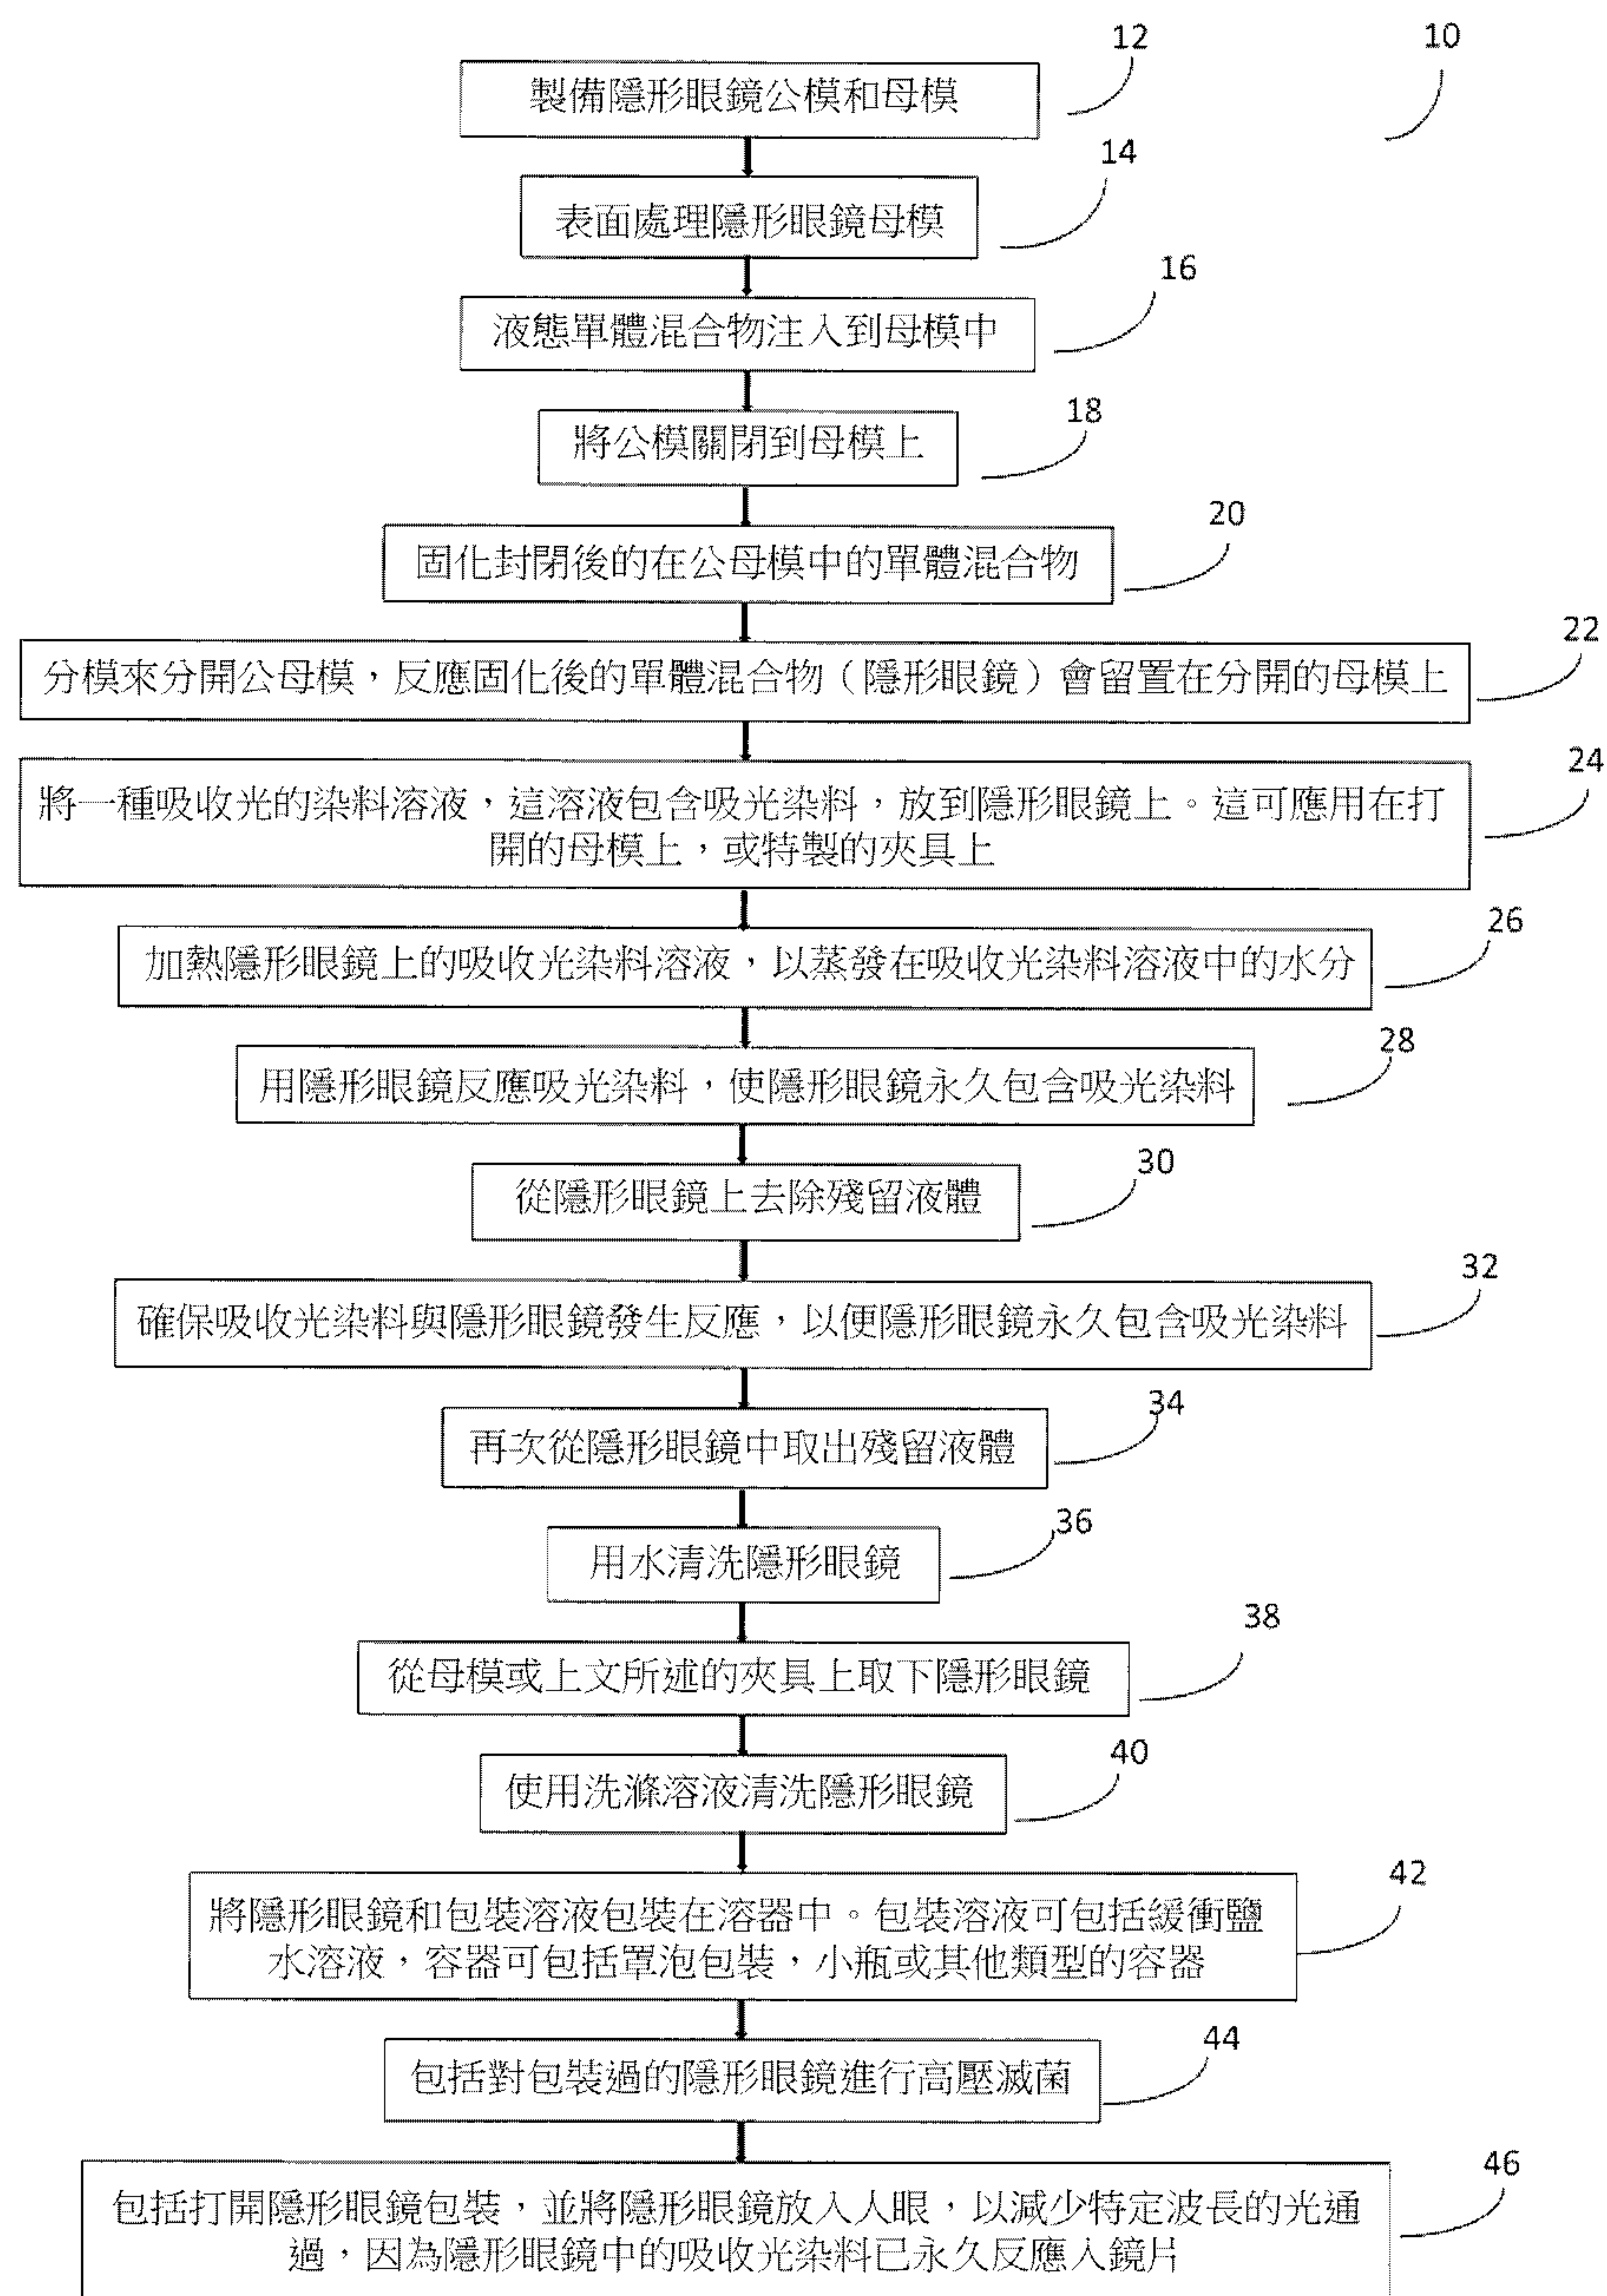 12
10
製備隱形眼鏡公模和母模
14
表面處理隱形眼鏡母模
16
液態單體混合物注入到母模中
18
將公模關閉到母模上
20
固化封閉後的在公母模中的單體混合物
22
分模來分開公母模，反應固化後的單體混合物（隱形眼鏡）會留置在分開的母模上
24
將一種吸收光的染料溶液，這溶液包含吸光染料，放到隱形眼鏡上。這可應用在打
開的母模上，或特製的夾具上
26
加熱隱形眼鏡上的吸收光染料溶液，以蒸發在吸收光染料溶液中的水分
28
用隱形眼鏡反應吸光染料，使隱形眼鏡永久包含吸光染料
30
從隱形眼鏡上去除殘留液體
32
確保吸收光染料與隱形眼鏡發生反應，以便隱形眼鏡永久包含吸光染料
34
再次從隱形眼鏡中取出殘留液體
36
用水清洗隱形眼鏡
38
從母模或上文所述的夾具上取下隱形眼鏡
40
使用洗滌溶液清洗隱形眼鏡
42
將隱形眼鏡和包裝溶液包裝在溶器中。包裝溶液可包括緩衝鹽
水溶液，容器可包括罩泡包裝，小瓶或其他類型的容器
44
包括對包裝過的隱形眼鏡進行高壓滅菌
46
包括打開隱形眼鏡包裝，並將隱形眼鏡放入人眼，以減少特定波長的光通
過，因為隱形眼鏡中的吸收光染料已永久反應入鏡片